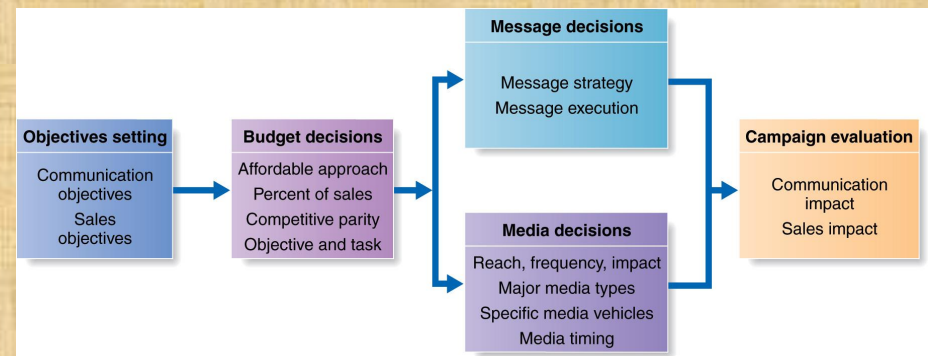 Objectives setting
Communication
objectives
Sales
objectives
Budget decisions
Affordable approach
Percent of sales
Competitive parity
Objective and task
Message decisions
Message strategy
Message execution
Media decisions
Reach, frequency, impact
Major media types
Specific media vehicles
Media timing
Campaign evaluation
Communication
impact
Sales impact